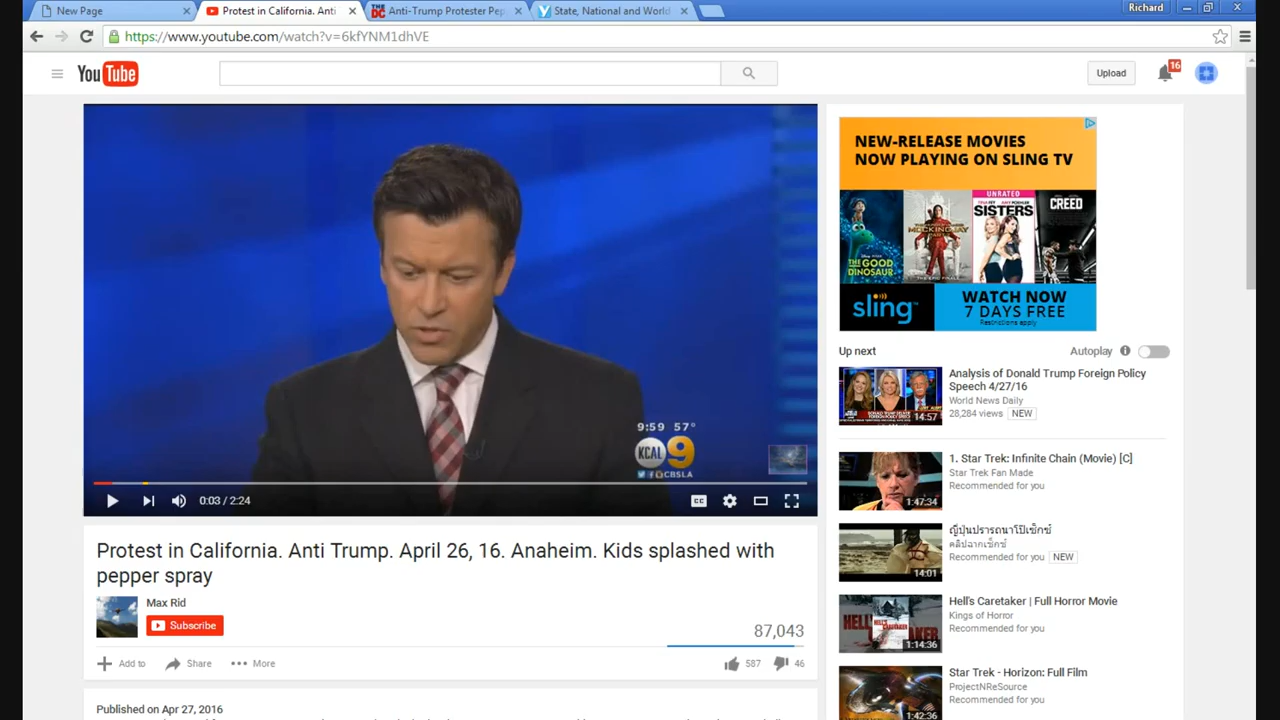 New Page
Protest in California. Anti
Anti-Trump Protester Pep
State, National and World
Richard
https://www.youtube.com/watch?v=6kfYNM1dhVE
YouTube
Upload
16
9:59 57°
KCAL 9
CBSLA
0:03 / 2:24
CC
Protest in California. Anti Trump. April 26, 16. Anaheim. Kids splashed with
pepper spray
Max Rid
Subscribe
87,043
Add to
Share
More
587
46
Published on Apr 27, 2016
NEW-RELEASE MOVIES
NOW PLAYING ON SLING TV
THE GOOD
DINOSAUR
MOCKINGJAY
UNRATED
SISTERS
CREED
sling
WATCH NOW
7 DAYS FREE
Restrictions apply
Up next
Autoplay
Analysis of Donald Trump Foreign Policy
Speech 4/27/16
World News Daily
28,284 views NEW
14:57
1. Star Trek: Infinite Chain (Movie) [C]
Star Trek Fan Made
Recommended for you
1:47:34
ญี่ปุ่นปรารถนาโป๊เซ็กซ์
คลิปฉากเซ็กซ์
Recommended for you NEW
14:01
Hell's Caretaker | Full Horror Movie
Kings of Horror
Recommended for you
1:14:36
Star Trek - Horizon: Full Film
ProjectNReSource
Recommended for you
1:42:36